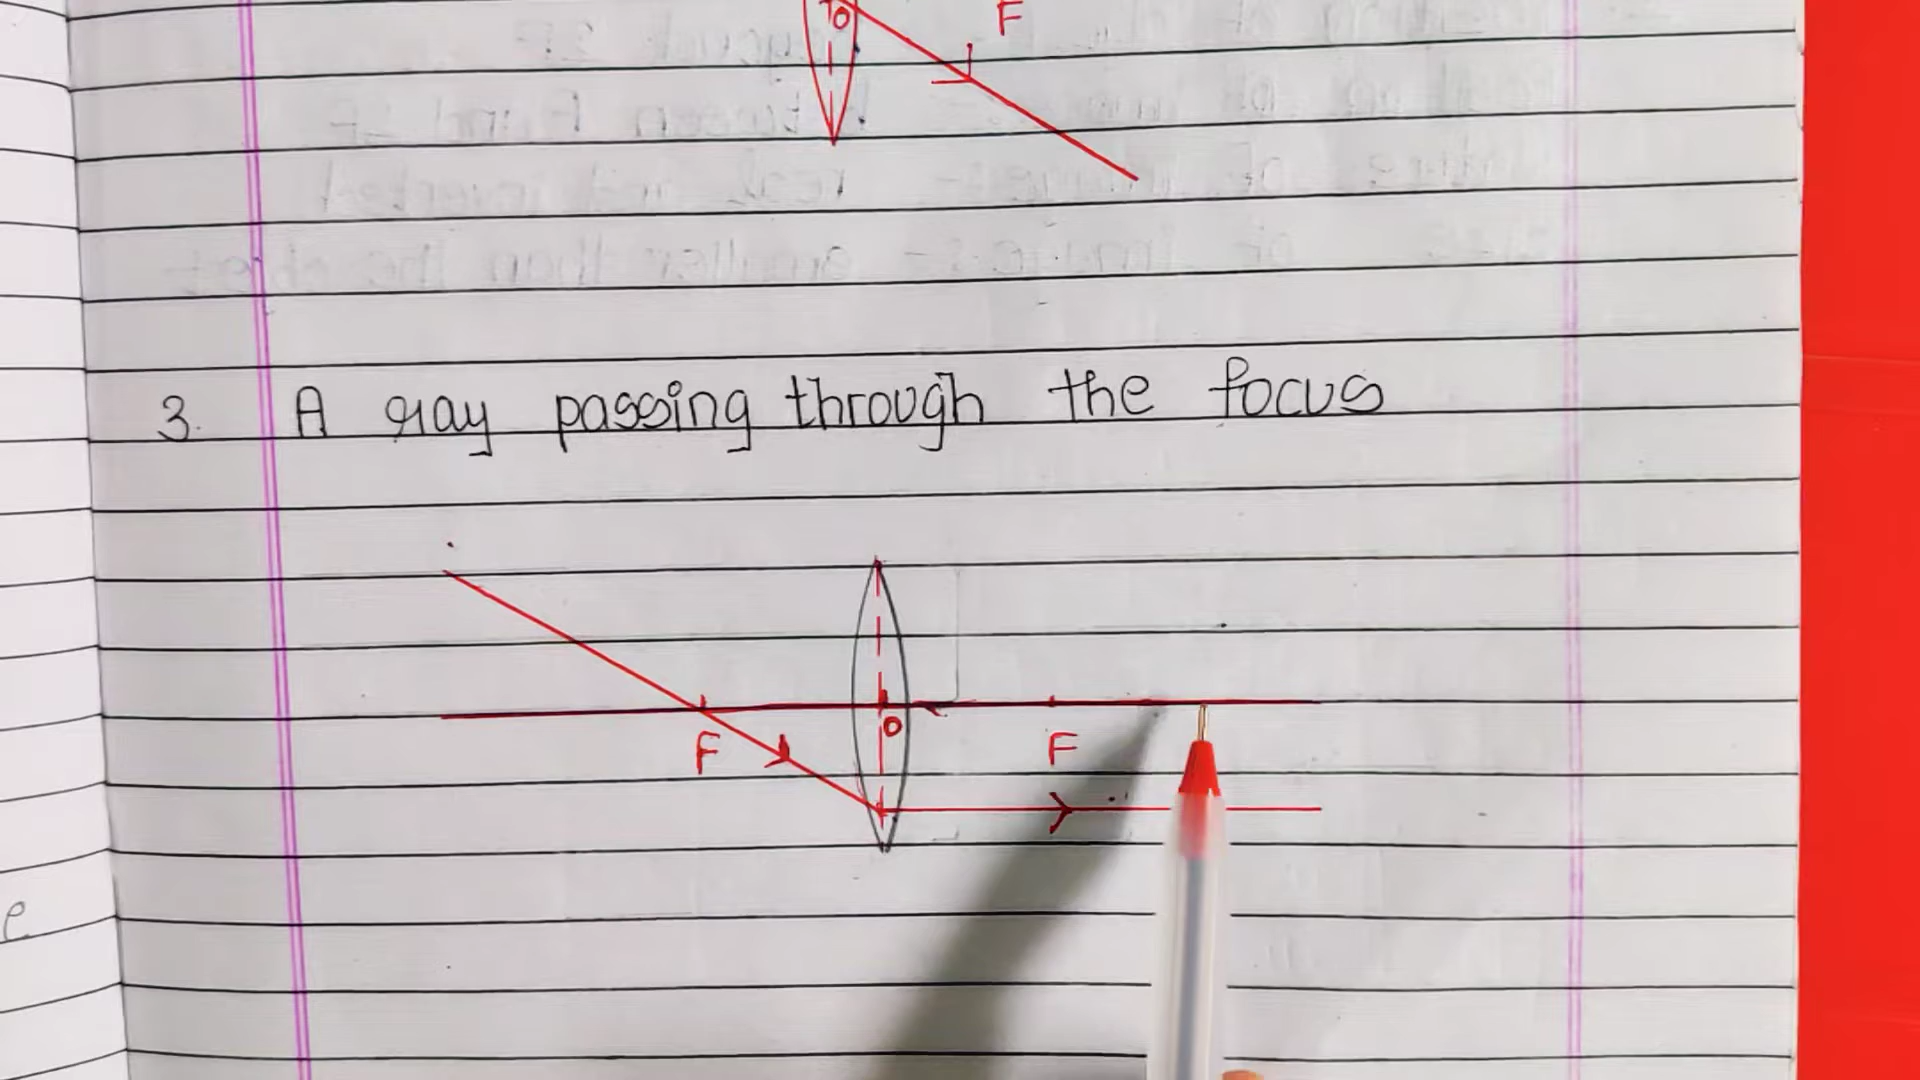 O F
3. A ray passing through the focus
F O F
e